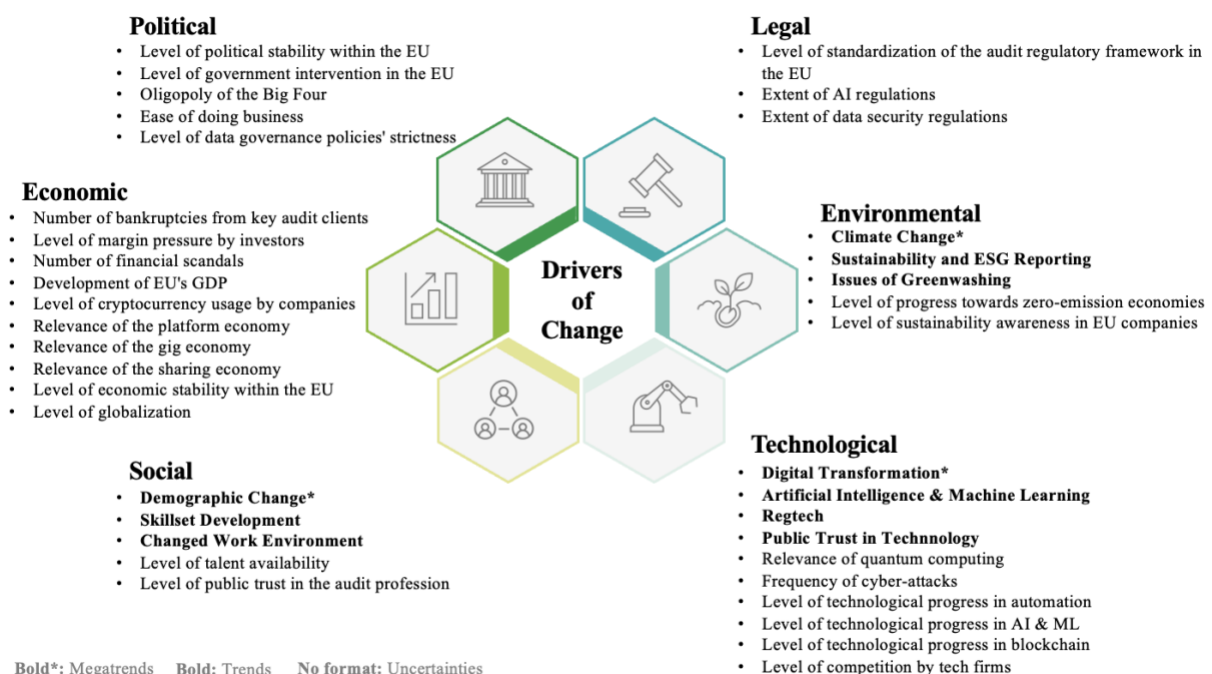 Political
• Level of political stability within the EU
• Level of government intervention in the EU
• Oligopoly of the Big Four
• Ease of doing business
• Level of data governance policies' strictness
Legal
• Level of standardization of the audit regulatory framework in
the EU
• Extent of AI regulations
• Extent of data security regulations
Economic
• Number of bankruptcies from key audit clients
• Level of margin pressure by investors
• Number of financial scandals
• Development of EU's GDP
• Level of cryptocurrency usage by companies
• Relevance of the platform economy
• Relevance of the gig economy
• Relevance of the sharing economy
• Level of economic stability within the EU
• Level of globalization
Drivers
of
Change
Environmental
• Climate Change*
• Sustainability and ESG Reporting
• Issues of Greenwashing
• Level of progress towards zero-emission economies
• Level of sustainability awareness in EU companies
Social
• Demographic Change*
• Skillset Development
• Changed Work Environment
• Level of talent availability
• Level of public trust in the audit profession
Technological
• Digital Transformation*
• Artificial Intelligence & Machine Learning
• Regtech
• Public Trust in Technnology
• Relevance of quantum computing
• Frequency of cyber-attacks
• Level of technological progress in automation
• Level of technological progress in AI & ML
• Level of technological progress in blockchain
• Level of competition by tech firms
Bold*: Megatrends Bold: Trends No format: Uncertainties